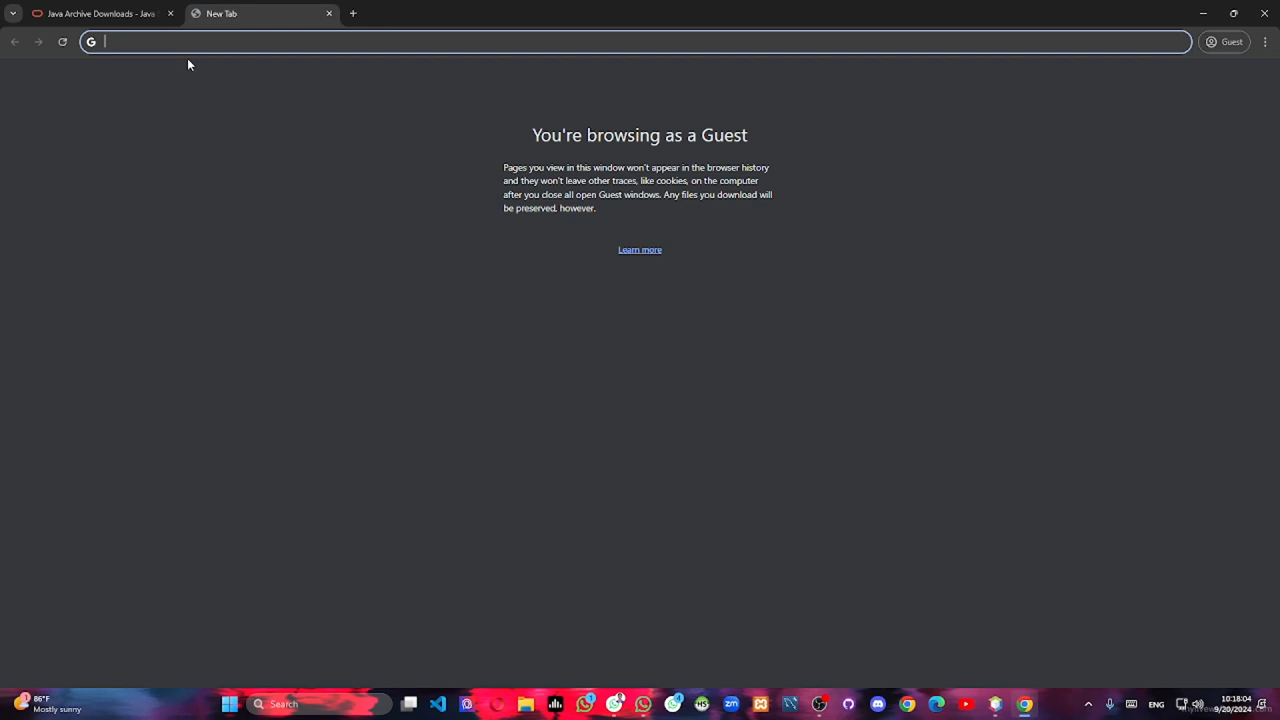 Java Archive Downloads - Java
New Tab
Guest
You're browsing as a Guest
Pages you view in this window won't appear in the browser history
and they won't leave other traces, like cookies, on the computer
after you close all open Guest windows. Any files you download will
be preserved, however.
Learn more
86°F
Mostly sunny
Search
ENG
10:18:04
9/20/2024